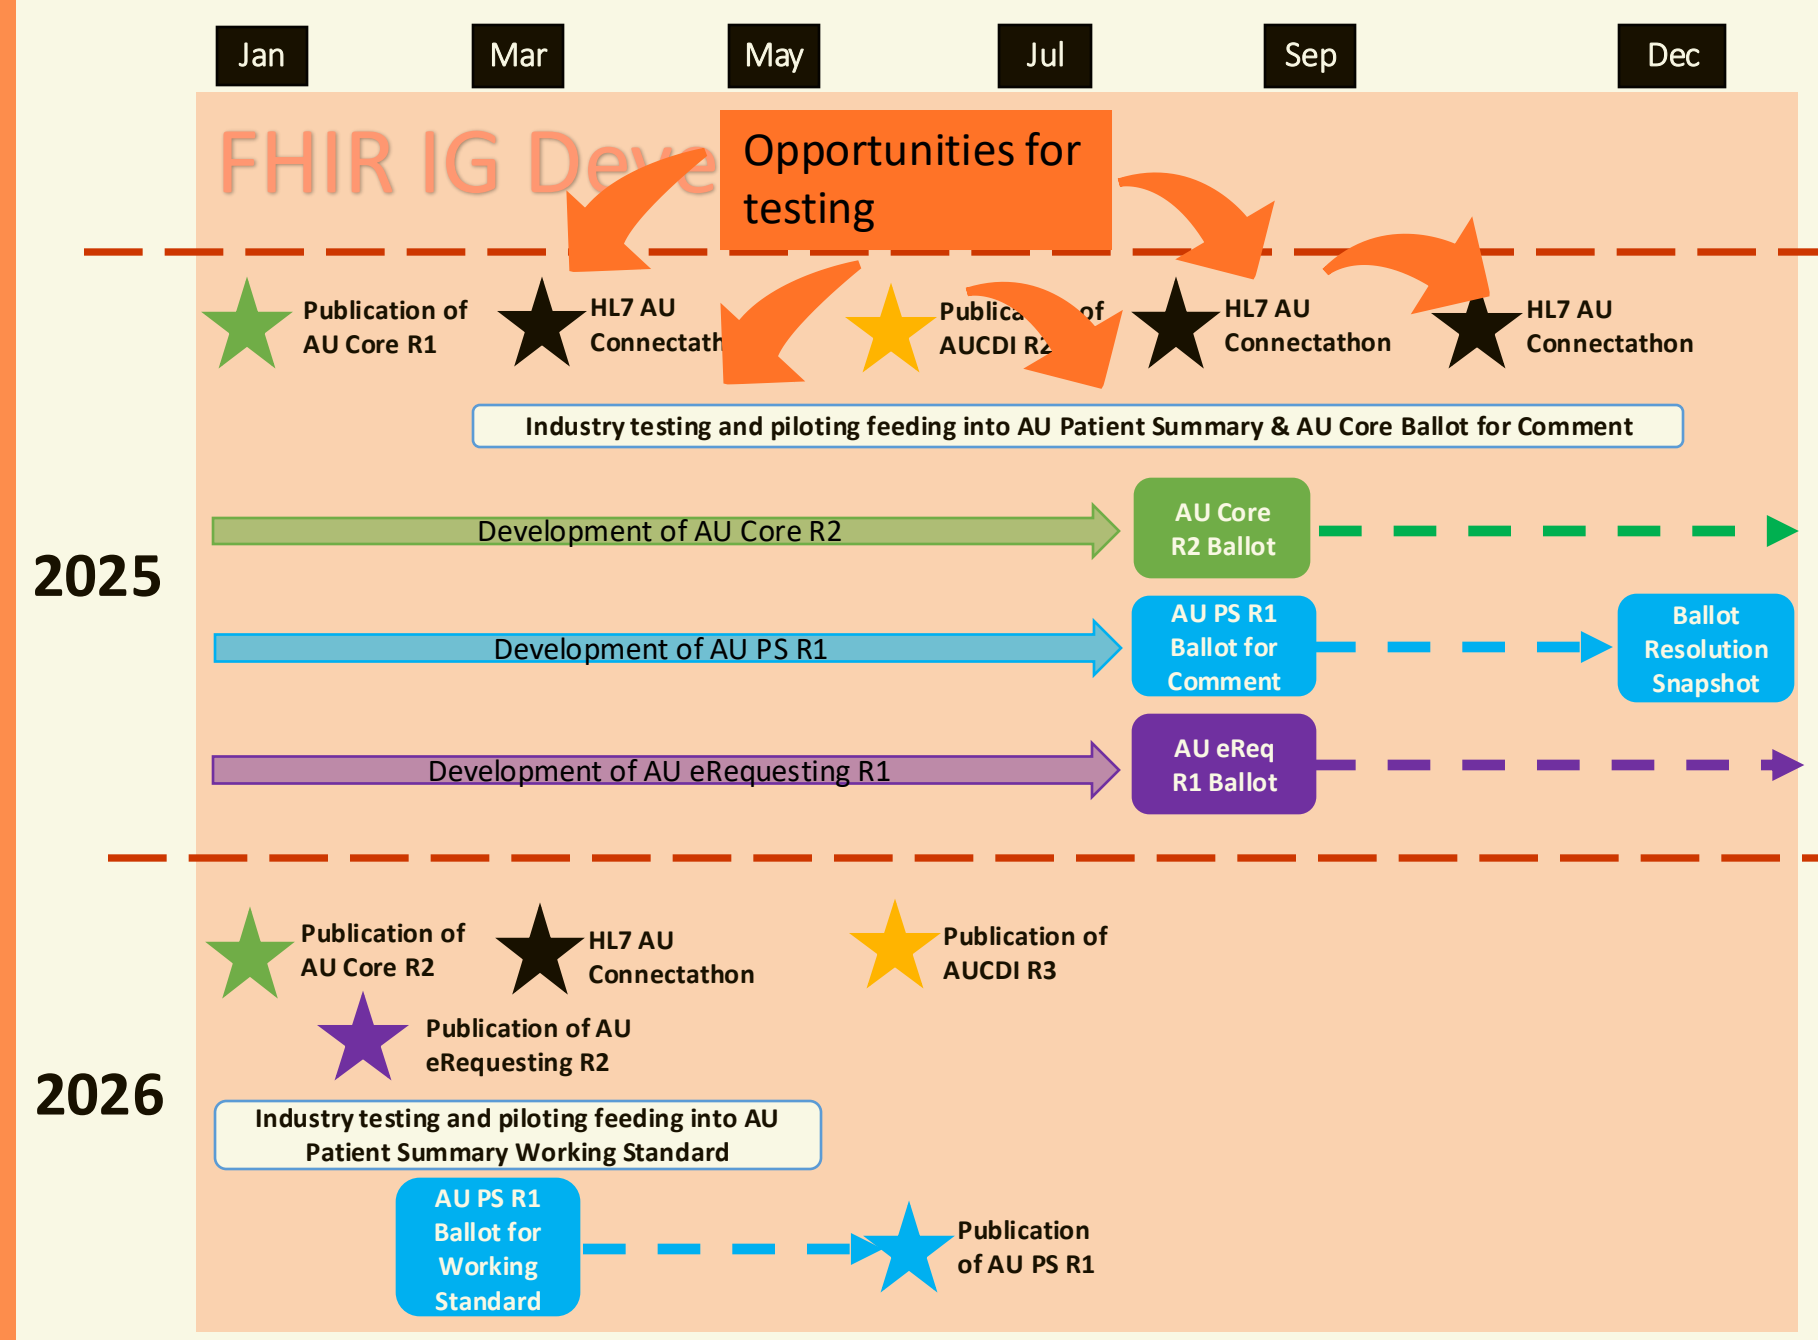 Jan
Mar
May
Jul
Sep
Dec
FHIR IG Deve
Opportunities for
testing
Publication of
AU Core R1
HL7 AU
Connectath
Publica
of
AUCDI R2
HL7 AU
Connectathon
HL7 AU
Connectathon
Industry testing and piloting feeding into AU Patient Summary & AU Core Ballot for Comment
2025
Development of AU Core R2
AU Core
R2 Ballot
Development of AU PS R1
AU PS R1
Ballot for
Comment
Ballot
Resolution
Snapshot
Development of AU eRequesting R1
AU eReq
R1 Ballot
2026
Publication of
AU Core R2
HL7 AU
Connectathon
Publication of
AUCDI R3
Publication of AU
eRequesting R2
Industry testing and piloting feeding into AU
Patient Summary Working Standard
AU PS R1
Ballot for
Working
Standard
Publication
of AU PS R1